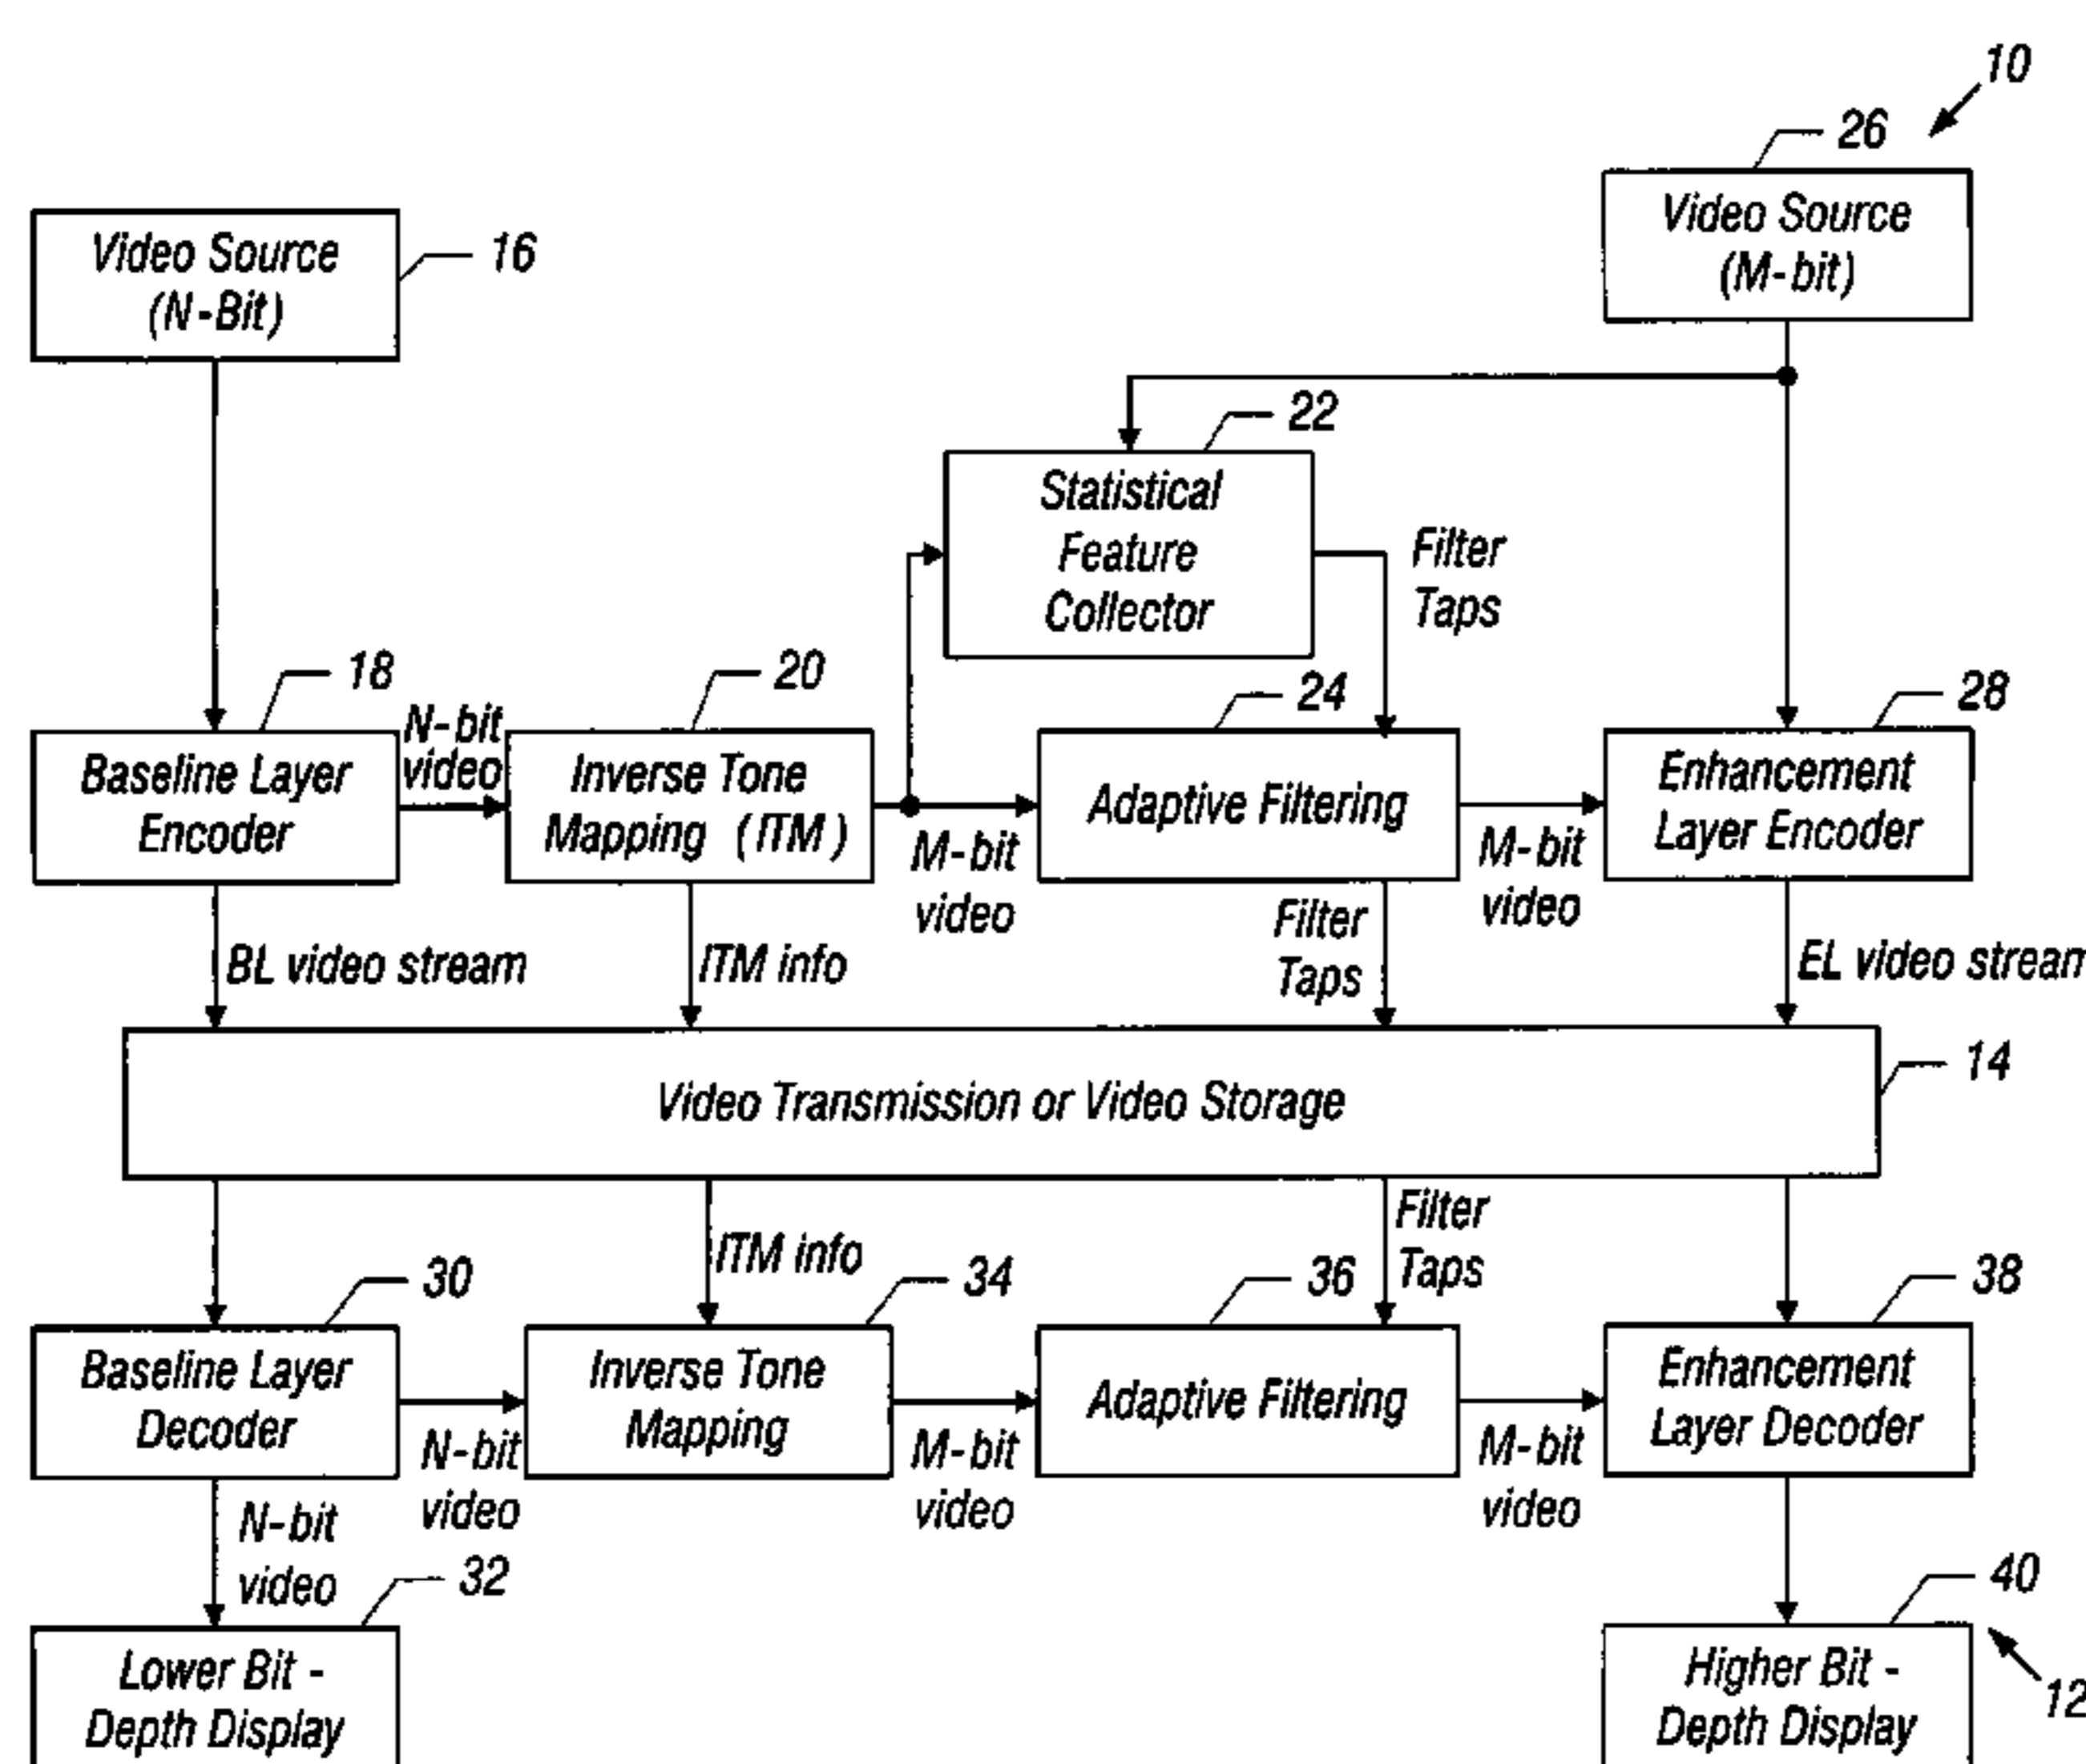 10
26
Video Source
(M-bit)
Video Source
(N-Bit)
16
22
Statistical
Feature
Collector
Filter
Taps
18
N-bit
video
20
24
28
Baseline Layer
Encoder
Inverse Tone
Mapping (ITM)
M-bit
video
Adaptive Filtering
M-bit
video
Enhancement
Layer Encoder
BL video stream
ITM info
Filter
Taps
EL video stream
14
Video Transmission or Video Storage
ITM info
Filter
Taps
30
34
36
38
Baseline Layer
Decoder
N-bit
video
Inverse Tone
Mapping
M-bit
video
Adaptive Filtering
M-bit
video
Enhancement
Layer Decoder
N-bit
video
32
40
Lower Bit -
Depth Display
Higher Bit -
Depth Display
12